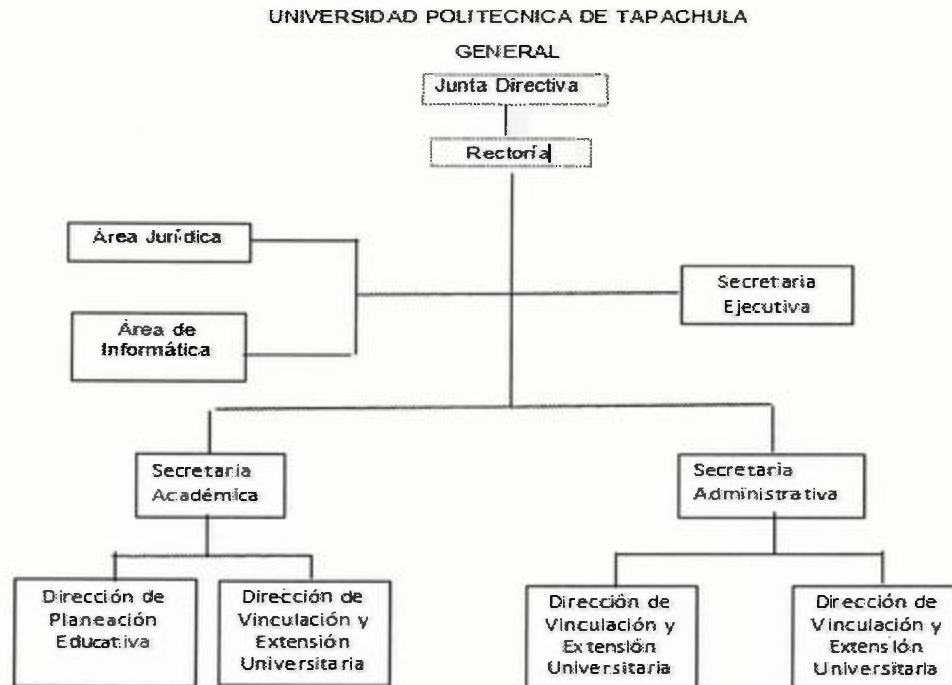 UNIVERSIDAD POLITECNICA DE TAPACHULA
GENERAL
Junta Directiva
Rectoría
Área Jurídica
Secretaria
Ejecutiva
Área de
Informática
Secretaria
Académica
Secretaria
Administrativa
Dirección de
Planeación
Educativa
Dirección de
Vinculación y
Extensión
Universitaria
Dirección de
Vinculación y
Extensión
Universitaria
Dirección de
Vinculación y
Extensión
Universitaria